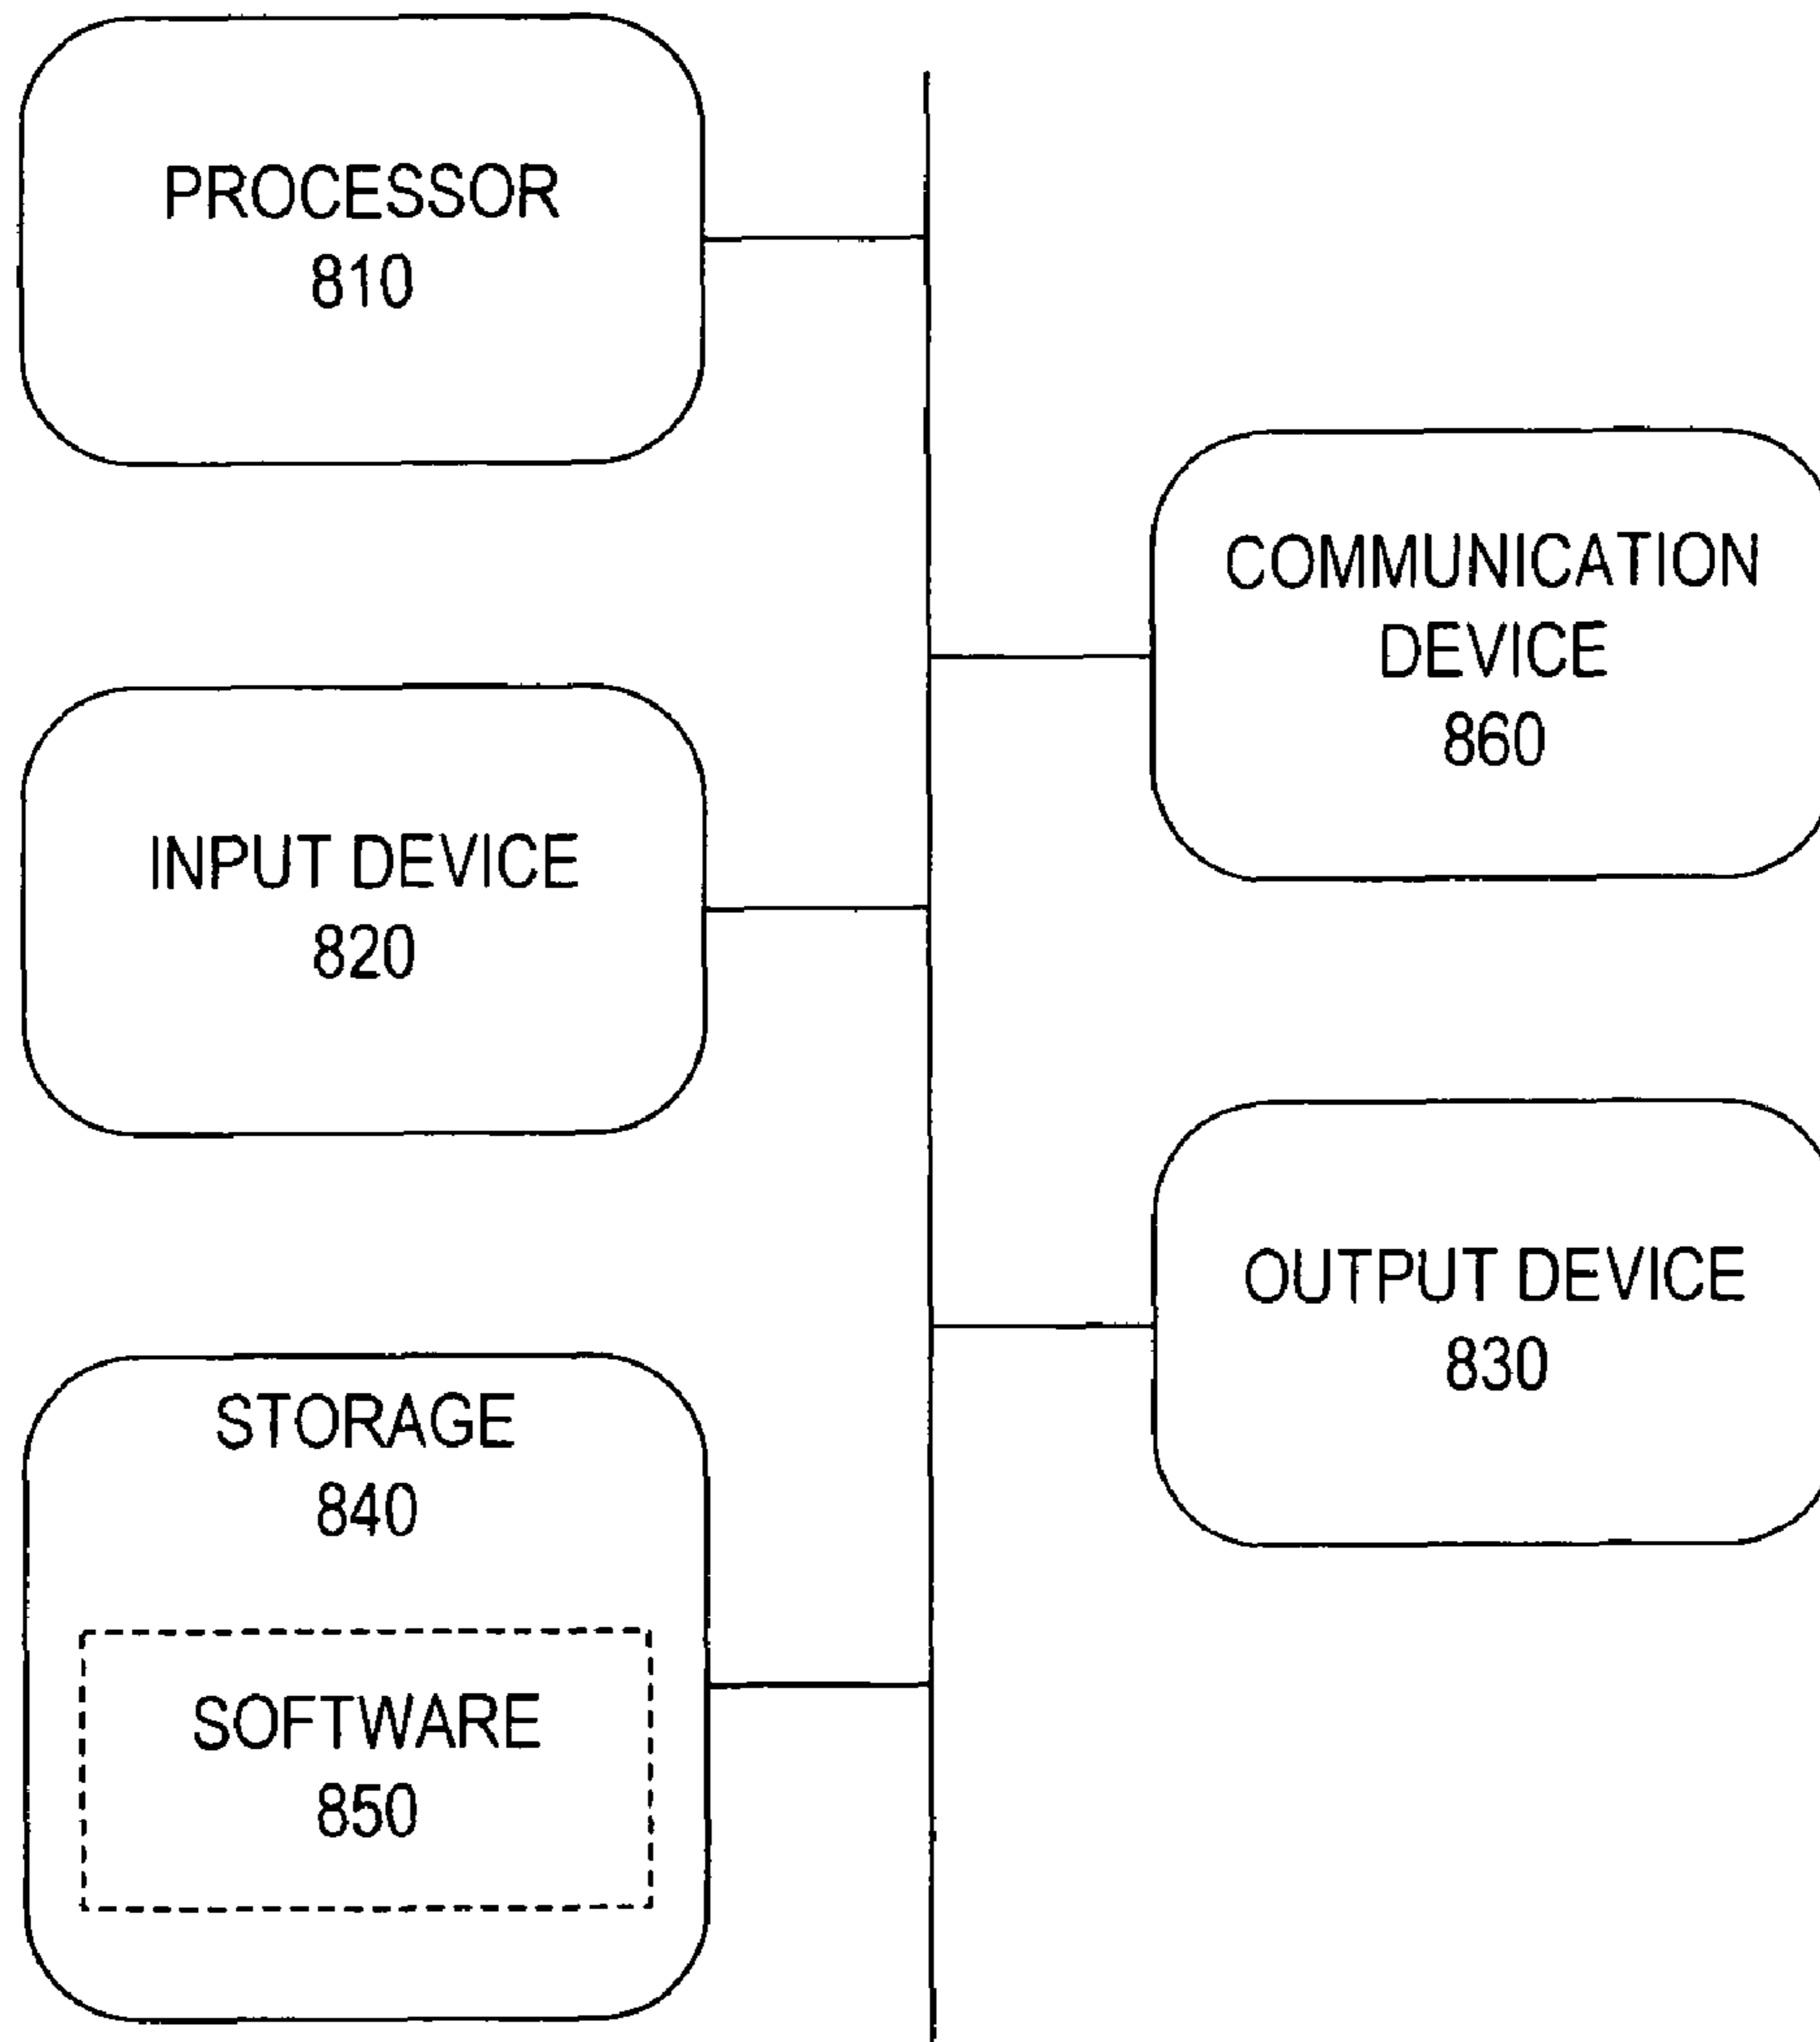 PROCESSOR
810
COMMUNICATION
DEVICE
860
INPUT DEVICE
820
OUTPUT DEVICE
830
STORAGE
840
SOFTWARE
850